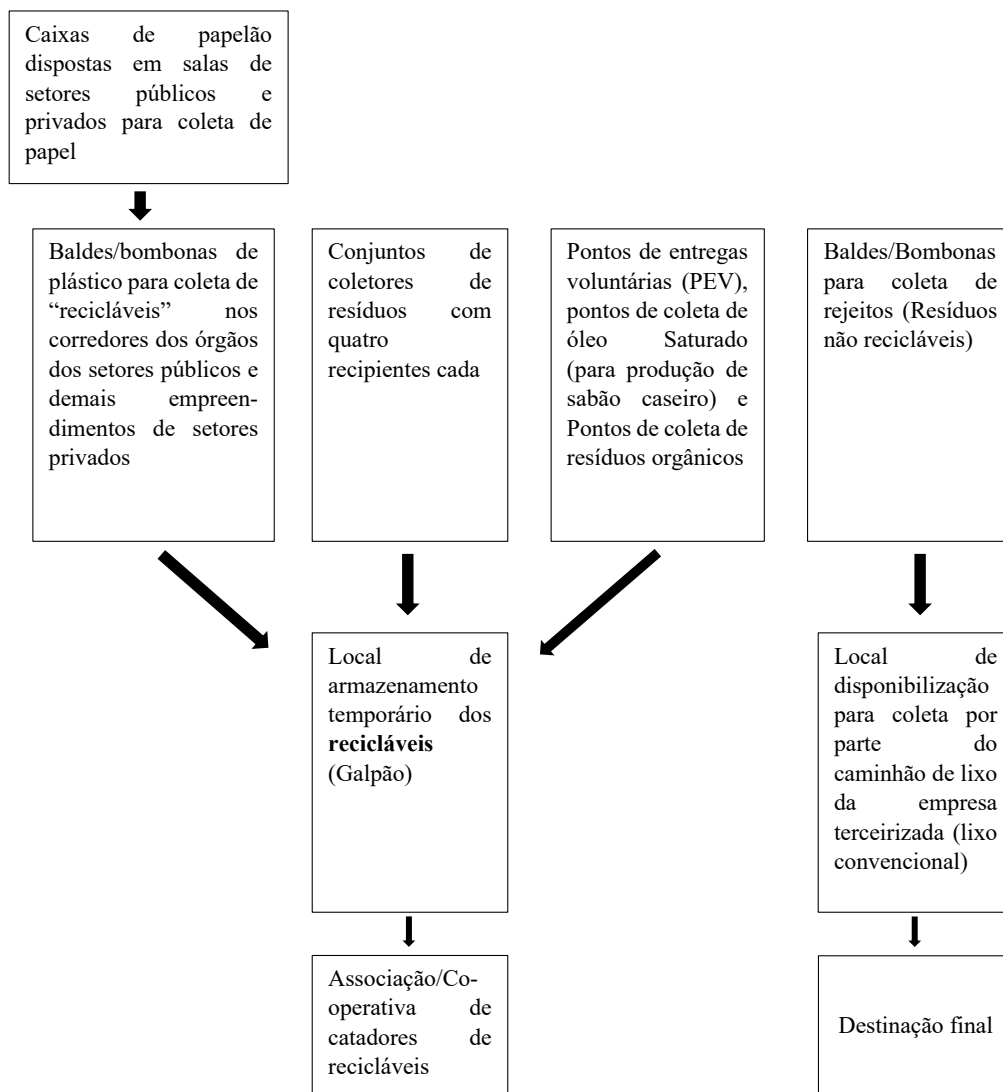 Caixas de papelão
dispostas em salas de
setores públicos e
privados para coleta de
papel
Baldes/bombonas de
plástico para coleta de
“recicláveis” nos
corredores dos órgãos
dos setores públicos e
demais empreen-
dimentos de setores
privados
Conjuntos de
coletores de
resíduos com
quatro
recipientes cada
Pontos de entregas
voluntárias (PEV),
pontos de coleta de
óleo Saturado
(para produção de
sabão caseiro) e
Pontos de coleta de
resíduos orgânicos
Baldes/Bombonas
para coleta de
rejeitos (Resíduos
não recicláveis)
Local de
armazenamento
temporário dos
recicláveis
(Galpão)
Local de
disponibilização
para coleta por
parte do
caminhão de lixo
da empresa
terceirizada (lixo
convencional)
Associação/Co-
operativa de
catadores de
recicláveis
Destinação final